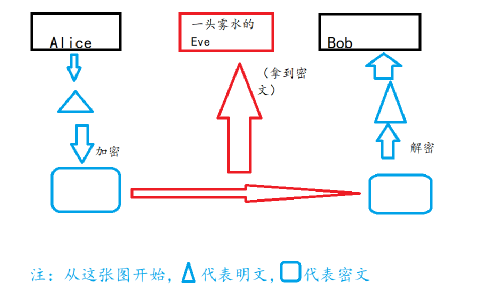 Alice
一头雾水的
Eve
Bob
（拿到密
文）
加密
解密
注：从这张图开始，代表明文，代表密文